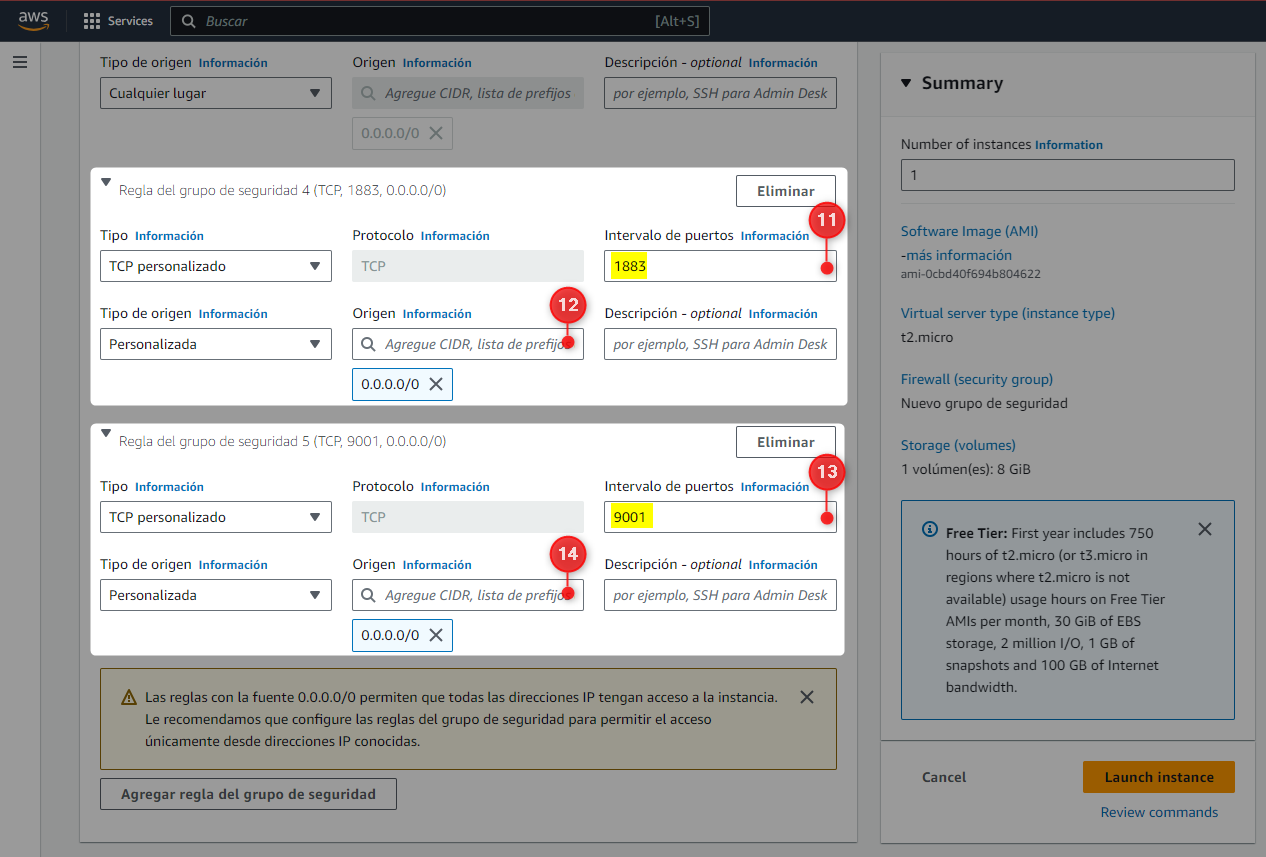 aws
Services
Buscar
[Alt+S]
Tipo de origen Información
Origen Información
Descripción - optional Información
Cualquier lugar
Agregue CIDR, lista de prefijos
por ejemplo, SSH para Admin Desk
0.0.0.0/0
Regla del grupo de seguridad 4 (TCP, 1883, 0.0.0.0/0)
Eliminar
11
Tipo Información
Protocolo Información
Intervalo de puertos Información
TCP personalizado
TCP
1883
12
Tipo de origen Información
Origen Información
Descripción - optional Información
Personalizada
Agregue CIDR, lista de prefijos
por ejemplo, SSH para Admin Desk
0.0.0.0/0
Regla del grupo de seguridad 5 (TCP, 9001, 0.0.0.0/0)
Eliminar
13
Tipo Información
Protocolo Información
Intervalo de puertos Información
TCP personalizado
TCP
9001
14
Tipo de origen Información
Origen Información
Descripción - optional Información
Personalizada
Agregue CIDR, lista de prefijos
por ejemplo, SSH para Admin Desk
0.0.0.0/0
Las reglas con la fuente 0.0.0.0/0 permiten que todas las direcciones IP tengan acceso a la instancia.
Le recomendamos que configure las reglas del grupo de seguridad para permitir el acceso
únicamente desde direcciones IP conocidas.
Agregar regla del grupo de seguridad
Summary
Number of instances Information
1
Software Image (AMI)
-más información
ami-0cbd40f694b804622
Virtual server type (instance type)
t2.micro
Firewall (security group)
Nuevo grupo de seguridad
Storage (volumes)
1 volúmen(es): 8 GiB
Free Tier: First year includes 750
hours of t2.micro (or t3.micro in
regions where t2.micro is not
available) usage hours on Free Tier
AMIs per month, 30 GiB of EBS
storage, 2 million I/O, 1 GB of
snapshots and 100 GB of Internet
bandwidth.
Cancel
Launch instance
Review commands